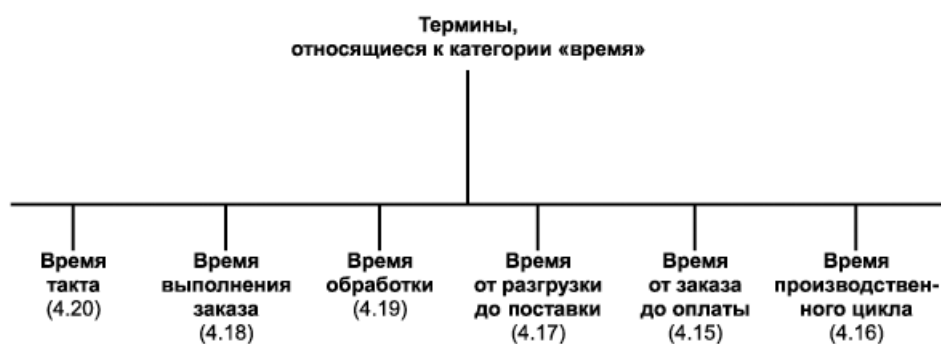 Термины,
относящиеся к категории «время»
Время
такта
(4.20)
Время
выполнения
заказа
(4.18)
Время
обработки
(4.19)
Время
от разгрузки
до поставки
(4.17)
Время
от заказа
до оплаты
(4.15)
Время
производствен-
ного цикла
(4.16)